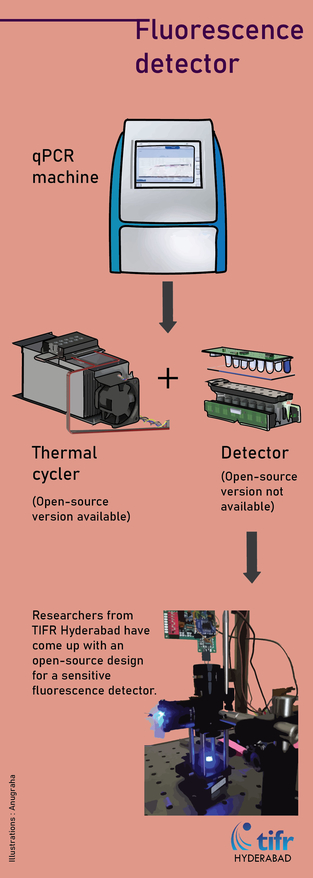 Fluorescence
detector
qPCR
machine
+
Thermal
cycler
(Open-source
version available)
Detector
(Open-source
version not
available)
Researchers from
TIFR Hyderabad have
come up with an
open-source design
for a sensitive
fluorescence detector.
Illustrations : Anugraha
tifr
HYDERABAD